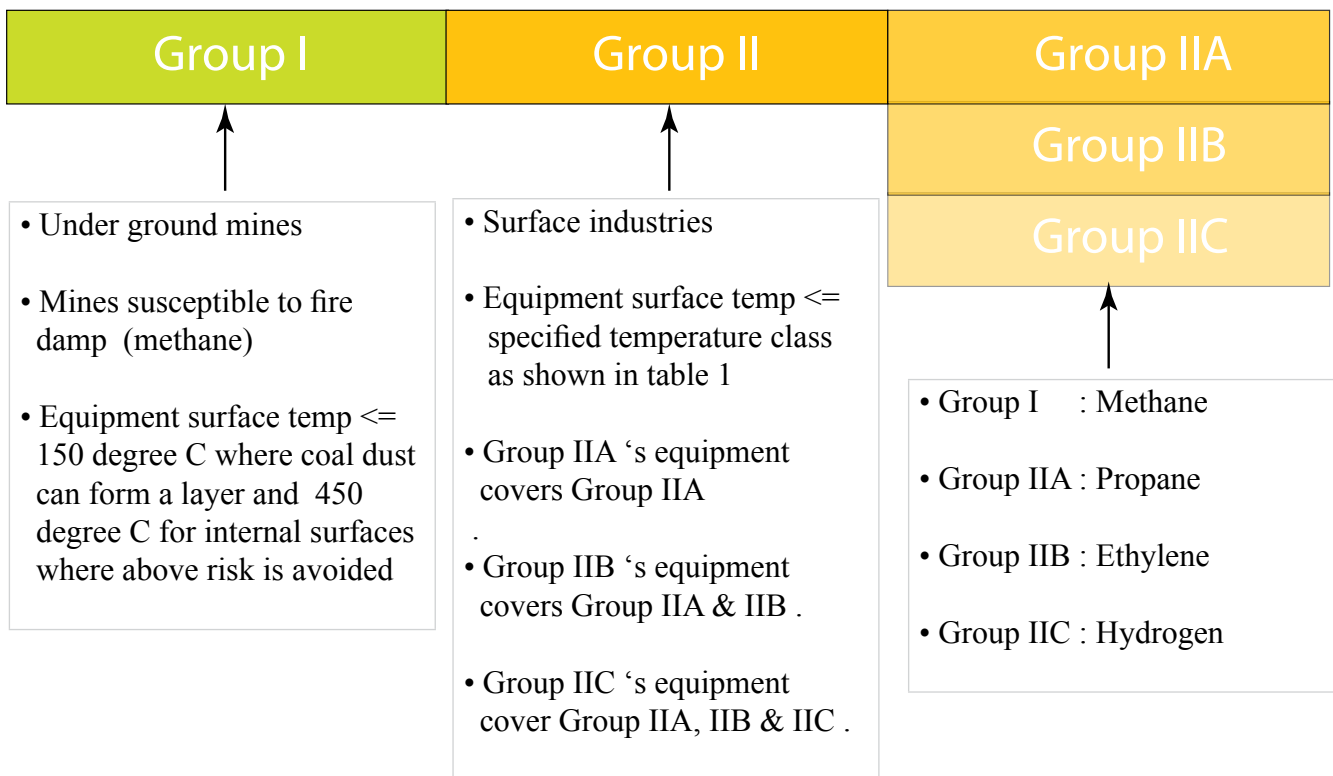 Group I
Group II
Group IIA
Group IIB
Group IIC
• Under ground mines
• Mines susceptible to fire
damp (methane)
• Equipment surface temp <=
150 degree C where coal dust
can form a layer and 450
degree C for internal surfaces
where above risk is avoided
• Surface industries
• Equipment surface temp <=
specified temperature class
as shown in table 1
• Group IIA ‘s equipment
covers Group IIA
.
• Group IIB ‘s equipment
covers Group IIA & IIB .
• Group IIC ‘s equipment
cover Group IIA, IIB & IIC .
• Group I : Methane
• Group IIA : Propane
• Group IIB : Ethylene
• Group IIC : Hydrogen